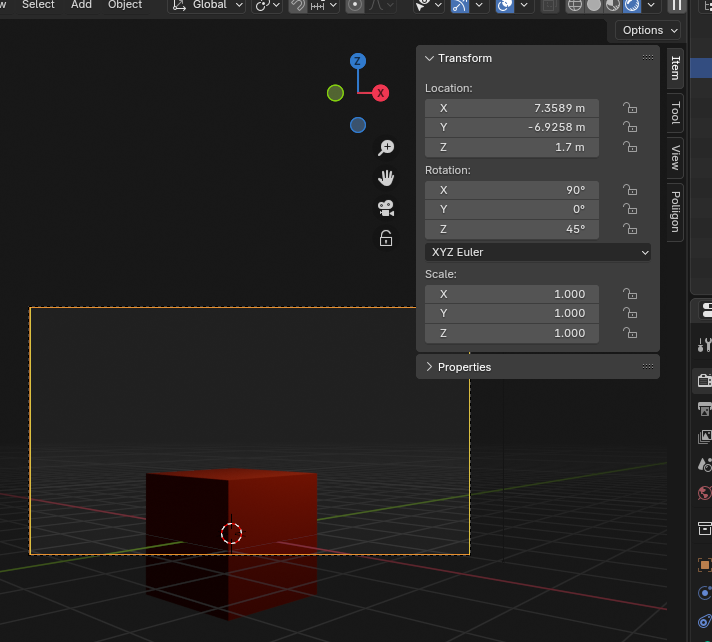 Select Add Object Global
Options
Z
X
Transform
Location:
X 7.3589 m
Y -6.9258 m
Z 1.7 m
Rotation:
X 90°
Y 0°
Z 45°
XYZ Euler
Scale:
X 1.000
Y 1.000
Z 1.000
Properties
Item
Tool
View
Poliigon